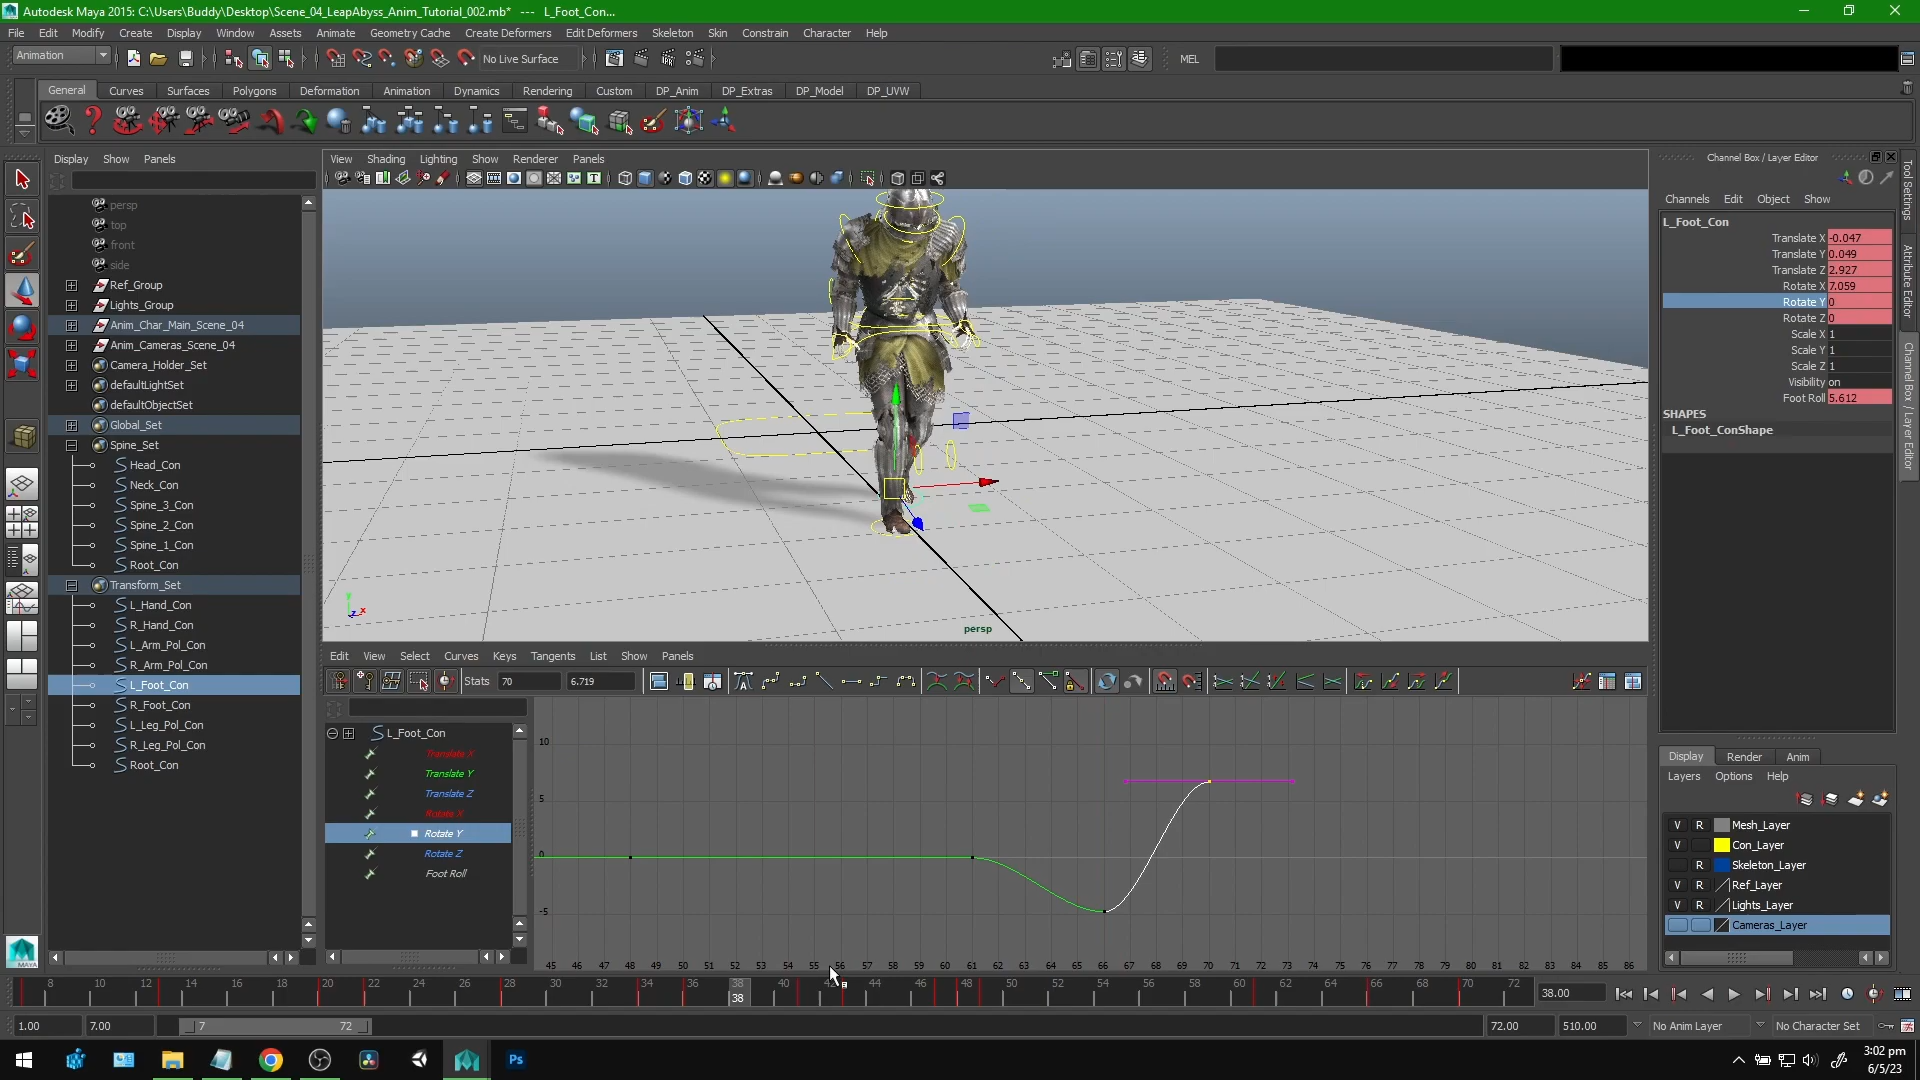 Autodesk Maya 2015: C:\Users\Buddy\Desktop\Scene_04_LeapAbyss_Anim_Tutorial_002.mb* --- L_Foot_Con...
File Edit Modify Create Display Window Assets Animate Geometry Cache Create Deformers Edit Deformers Skeleton Skin Constrain Character Help
Animation No Live Surface MEL
General Curves Surfaces Polygons Deformation Animation Dynamics Rendering Custom DP_Anim DP_Extras DP_Model DP_UVW
Display Show Panels
View Shading Lighting Show Renderer Panels
persp
top
front
side
Ref_Group
Lights_Group
Anim_Char_Main_Scene_04
Anim_Cameras_Scene_04
Camera_Holder_Set
defaultLightSet
defaultObjectSet
Global_Set
Spine_Set
Head_Con
Neck_Con
Spine_3_Con
Spine_2_Con
Spine_1_Con
Root_Con
Transform_Set
L_Hand_Con
R_Hand_Con
L_Arm_Pol_Con
R_Arm_Pol_Con
L_Foot_Con
R_Foot_Con
L_Leg_Pol_Con
R_Leg_Pol_Con
Root_Con
y
z x
persp
Edit View Select Curves Keys Tangents List Show Panels
Stats 70 6.719
L_Foot_Con
Translate X
Translate Y
Translate Z
Rotate X
Rotate Y
Rotate Z
Foot Roll
10
5
0
-5
45 46 47 48 49 50 51 52 53 54 55 56 57 58 59 60 61 62 63 64 65 66 67 68 69 70 71 72 73 74 75 76 77 78 79 80 81 82 83 84 85 86
Channel Box / Layer Editor
Channels Edit Object Show
L_Foot_Con
Translate X -0.047
Translate Y 0.049
Translate Z 2.927
Rotate X 7.059
Rotate Y 0
Rotate Z 0
Scale X 1
Scale Y 1
Scale Z 1
Visibility on
Foot Roll 5.612
SHAPES
L_Foot_ConShape
Tool Settings
Attribute Editor
Channel Box / Layer Editor
Display Render Anim
Layers Options Help
V R Mesh_Layer
V Con_Layer
R Skeleton_Layer
V R Ref_Layer
V R Lights_Layer
Cameras_Layer
MAYA
8 10 12 14 16 18 20 22 24 26 28 30 32 34 36 38 40 42 44 46 48 50 52 54 56 58 60 62 64 66 68 70 72
38
38.00
1.00 7.00 7 72 72.00 510.00 No Anim Layer No Character Set
Ps
3:02 pm
6/5/23